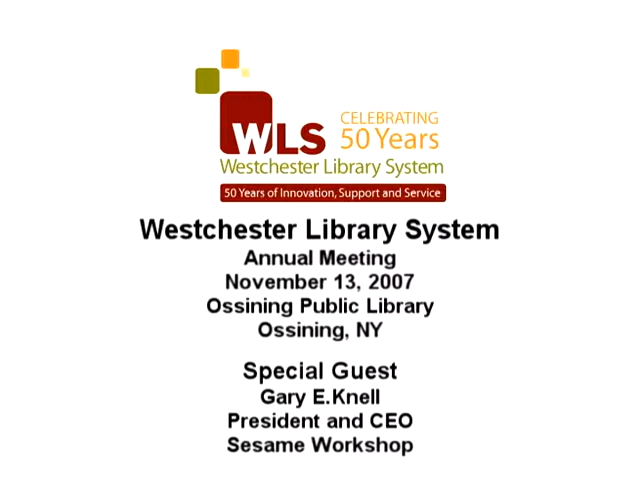 CELEBRATING
WLS 50 Years
Westchester Library System
50 Years of Innovation, Support and Service
Westchester Library System
Annual Meeting
November 13, 2007
Ossining Public Library
Ossining, NY
Special Guest
Gary E.Knell
President and CEO
Sesame Workshop